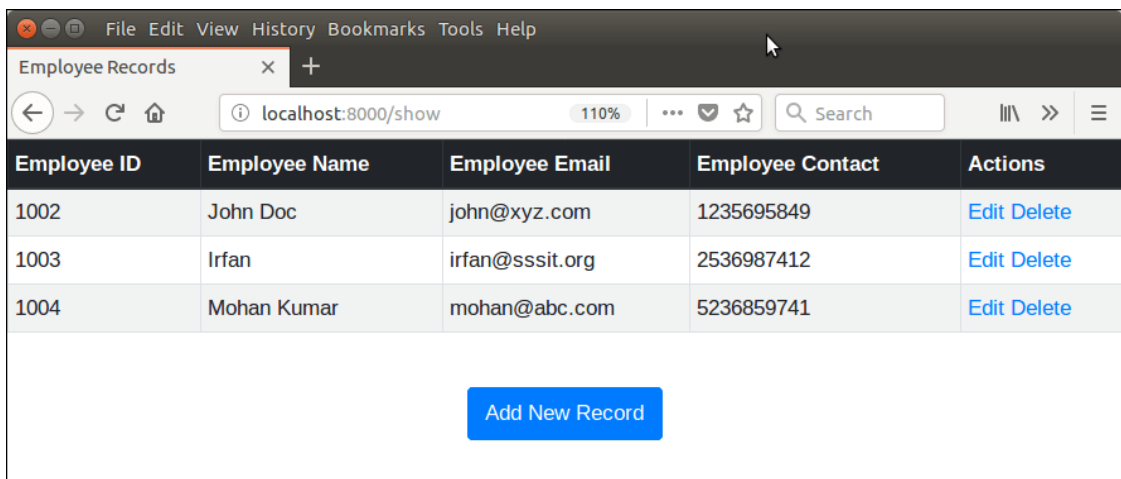 File Edit View History Bookmarks Tools Help
Employee Records
localhost:8000/show 110% Search
Employee ID Employee Name Employee Email Employee Contact Actions
1002 John Doc john@xyz.com 1235695849 Edit Delete
1003 Irfan irfan@sssit.org 2536987412 Edit Delete
1004 Mohan Kumar mohan@abc.com 5236859741 Edit Delete
Add New Record